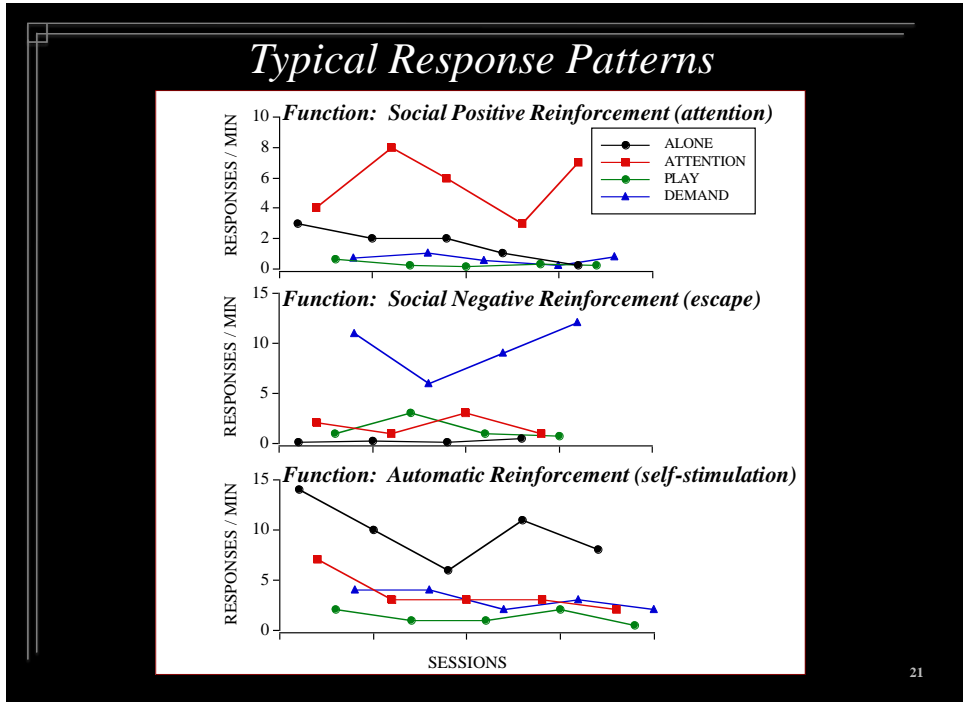 Typical Response Patterns
Function:  Social Positive Reinforcement (attention)
10
8
6
4
2
0
RESPONSES / MIN
ALONE
ATTENTION
PLAY
DEMAND
Function:  Social Negative Reinforcement (escape)
15
10
5
0
RESPONSES / MIN
Function:  Automatic Reinforcement (self-stimulation)
15
10
5
0
RESPONSES / MIN
SESSIONS
21